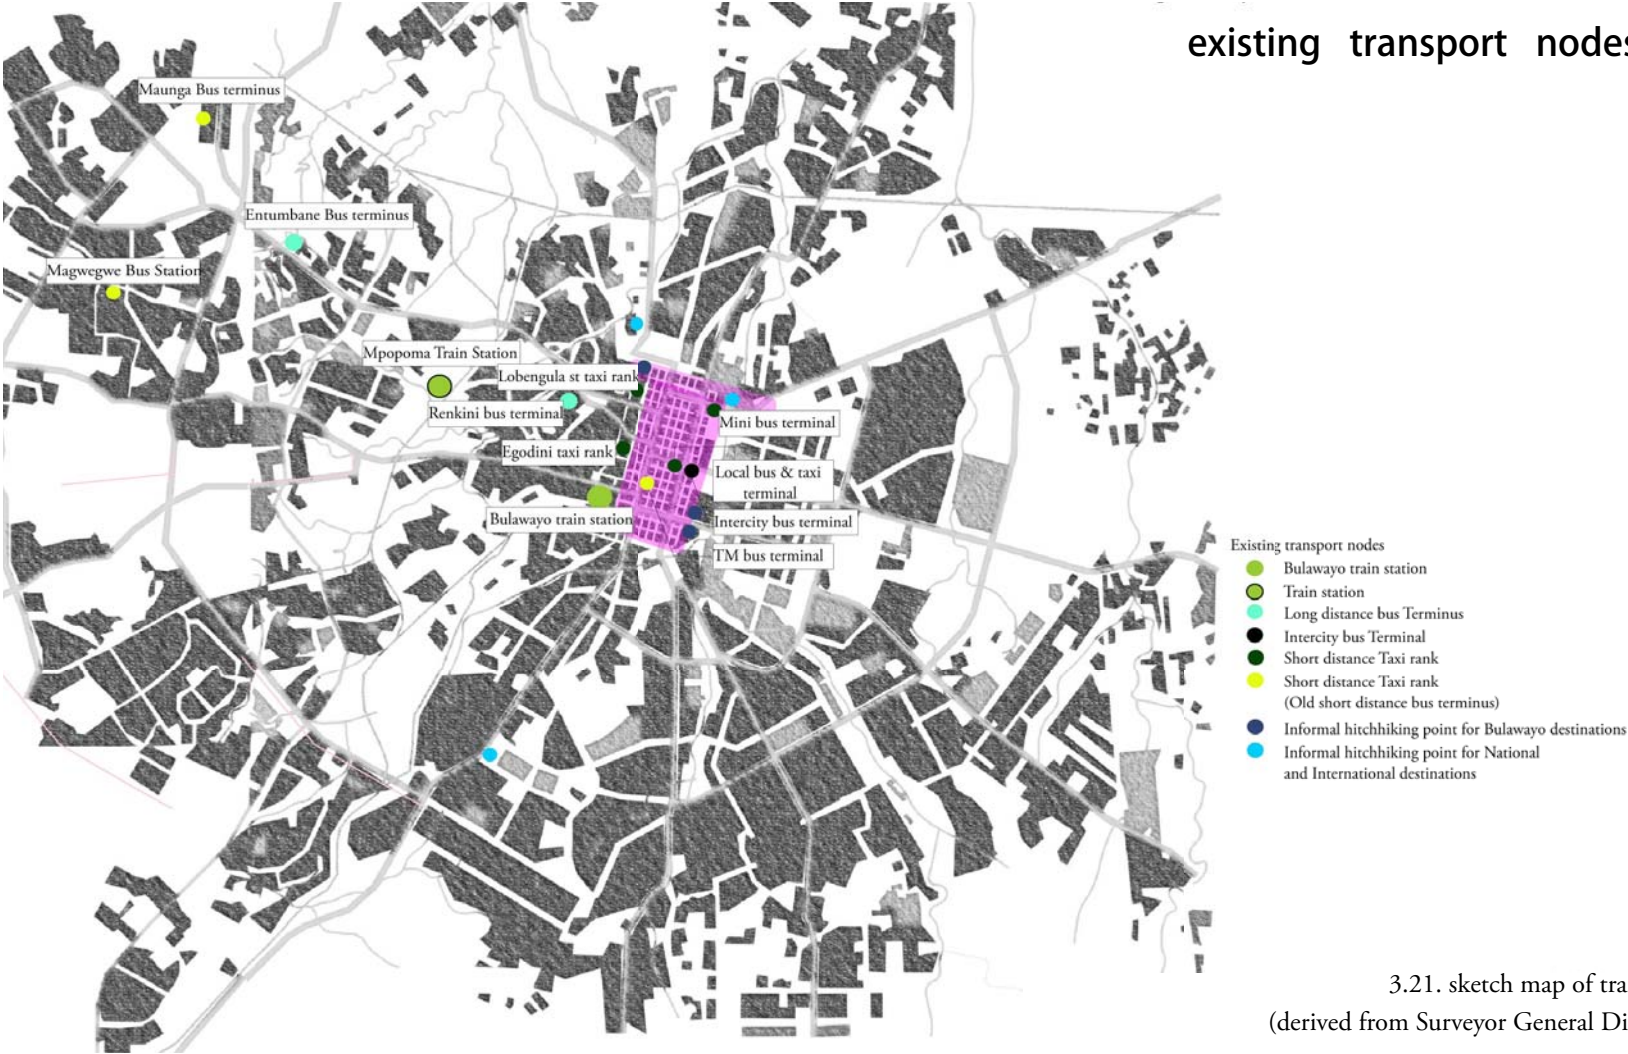 existing transport nodes
Maunga Bus terminus
Entumbane Bus terminus
Magwegwe Bus Station
Mpopoma Train Station
Lobengula st taxi rank
Renkini bus terminal
Mini bus terminal
Egodini taxi rank
Local bus & taxi
terminal
Bulawayo train station
Intercity bus terminal
TM bus terminal
Existing transport nodes
Bulawayo train station
Train station
Long distance bus Terminus
Intercity bus Terminal
Short distance Taxi rank
Short distance Taxi rank
(Old short distance bus terminus)
Informal hitchhiking point for Bulawayo destinations
Informal hitchhiking point for National
and International destinations
3.21. sketch map of tra
(derived from Surveyor General Di